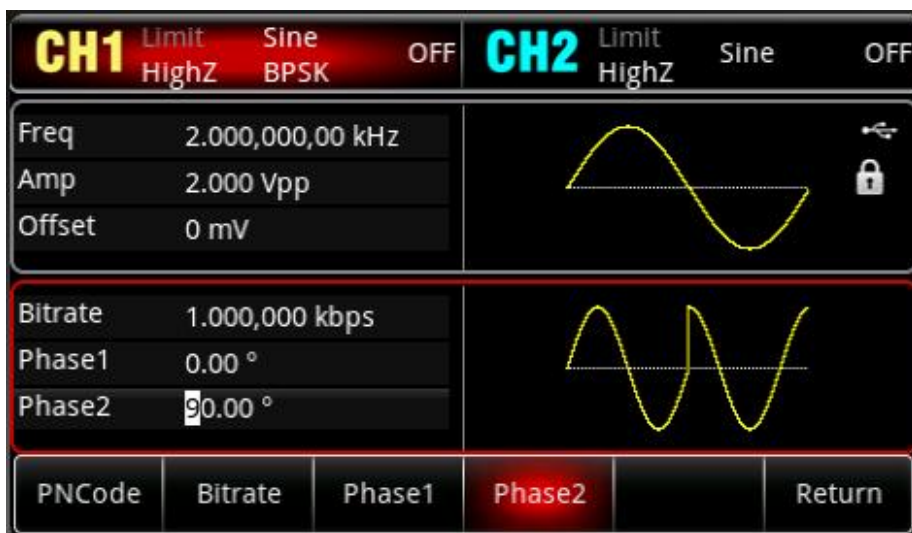 CH1 Limit Sine OFF
HighZ BPSK
CH2 Limit Sine OFF
HighZ
Freq 2.000,000,00 kHz
Amp 2.000 Vpp
Offset 0 mV
Bitrate 1.000,000 kbps
Phase1 0.00 °
Phase2 90.00 °
PNCode Bitrate Phase1 Phase2 Return